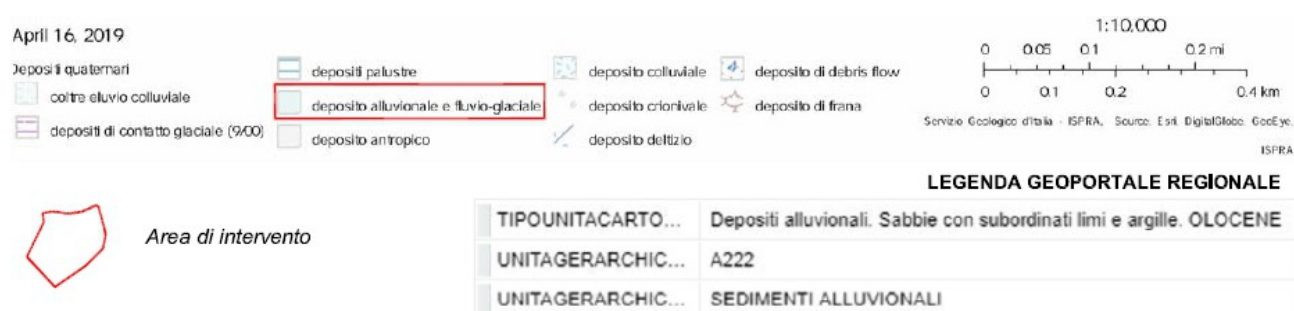 April 16, 2019
Depositi quaternari
coltre eluvio colluviale
depositi di contatto glaciale (9/00)
depositi palustre
deposito alluvionale e fluvio-glaciale
deposito antropico
deposito colluviale
deposito crionivale
deposito deltizio
deposito di debris flow
deposito di frana
1:10,000
0 0.05 0.1 0.2 mi
0 0.1 0.2 0.4 km
Servizio Geologico d'Italia - ISPRA, Source: Esri, DigitalGlobe, GeoEye,
ISPRA
LEGENDA GEOPORTALE REGIONALE
Area di intervento
TIPOUNITACARTO... Depositi alluvionali. Sabbie con subordinati limi e argille. OLOCENE
UNITAGERARCHIC... A222
UNITAGERARCHIC... SEDIMENTI ALLUVIONALI